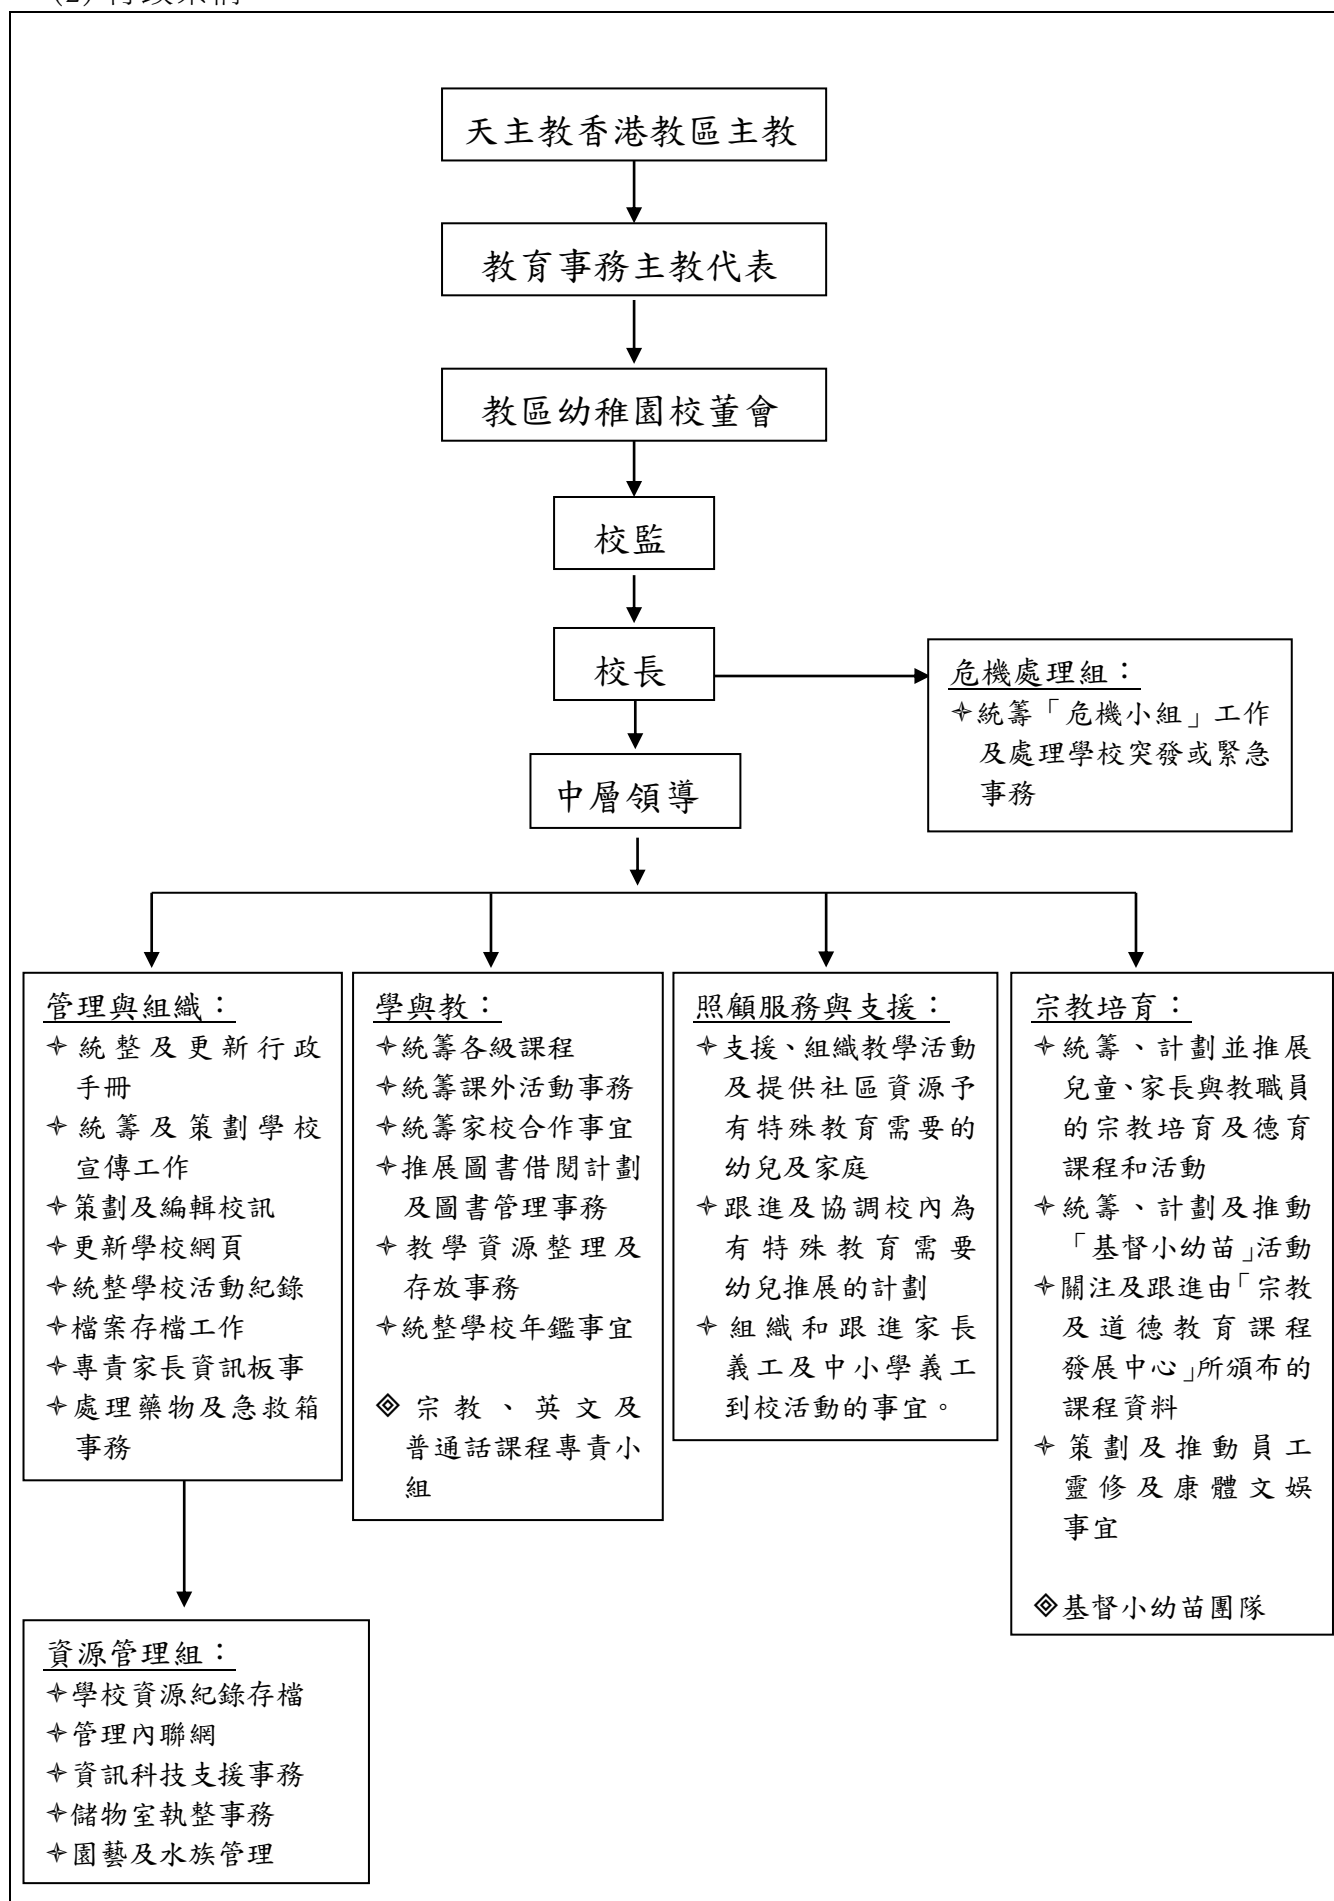 (2) 行政架構
天主教香港教區主教
教育事務主教代表
教區幼稚園校董會
校監
校長
危機處理組：
✧統籌「危機小組」工作
及處理學校突發或緊急
事務
中層領導
管理與組織：
✧統整及更新行政
手冊
✧統籌及策劃學校
宣傳工作
✧策劃及編輯校訊
✧更新學校網頁
✧統整學校活動紀錄
✧檔案存檔工作
✧專責家長資訊板事
✧處理藥物及急救箱
事務
學與教：
✧統籌各級課程
✧統籌課外活動事務
✧統籌家校合作事宜
✧推展圖書借閱計劃
及圖書管理事務
✧教學資源整理及
存放事務
✧統整學校年鑑事宜
◈宗教、英文及
普通話課程專責小
組
照顧服務與支援：
✧支援、組織教學活動
及提供社區資源予
有特殊教育需要的
幼兒及家庭
✧跟進及協調校內為
有特殊教育需要
幼兒推展的計劃
✧組織和跟進家長
義工及中小學義工
到校活動的事宜。
宗教培育：
✧統籌、計劃並推展
兒童、家長與教職員
的宗教培育及德育
課程和活動
✧統籌、計劃及推動
「基督小幼苗」活動
✧關注及跟進由「宗教
及道德教育課程
發展中心」所頒布的
課程資料
✧策劃及推動員工
靈修及康體文娛
事宜
◈基督小幼苗團隊
資源管理組：
✧學校資源紀錄存檔
✧管理內聯網
✧資訊科技支援事務
✧儲物室執整事務
✧園藝及水族管理